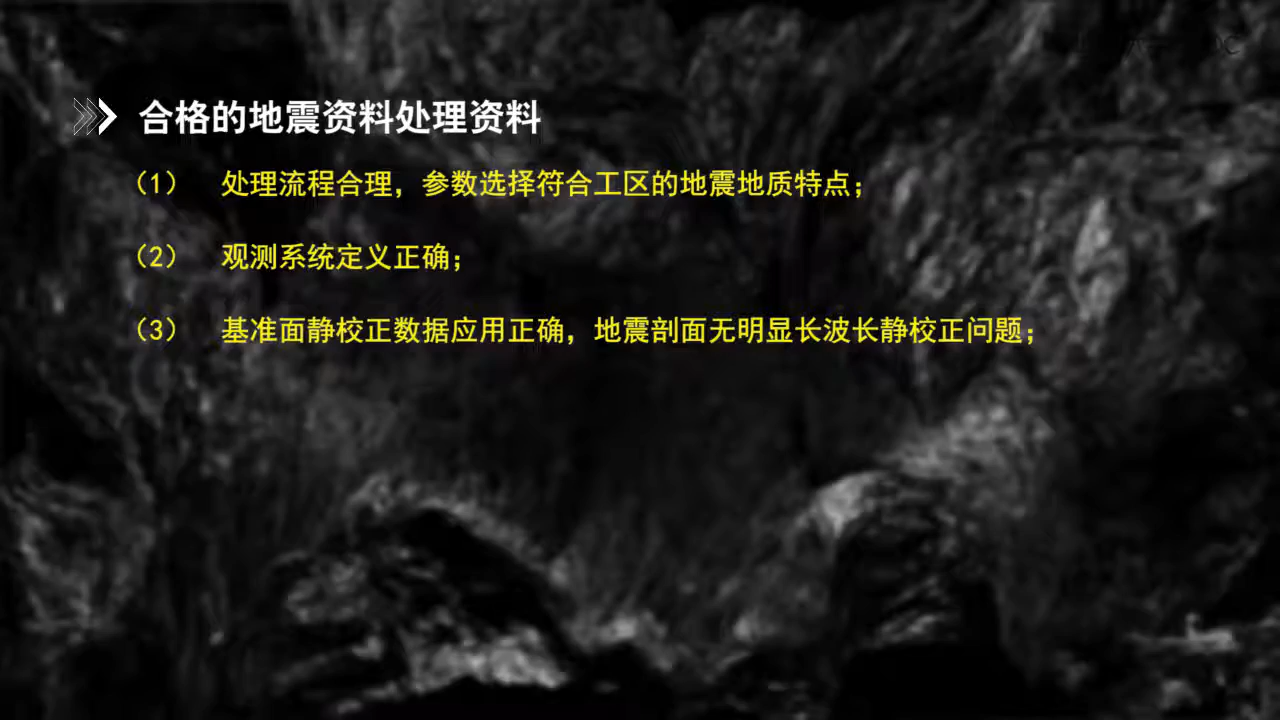 合格的地震资料处理资料
（1） 处理流程合理，参数选择符合工区的地震地质特点；
（2） 观测系统定义正确；
（3） 基准面静校正数据应用正确，地震剖面无明显长波长静校正问题；